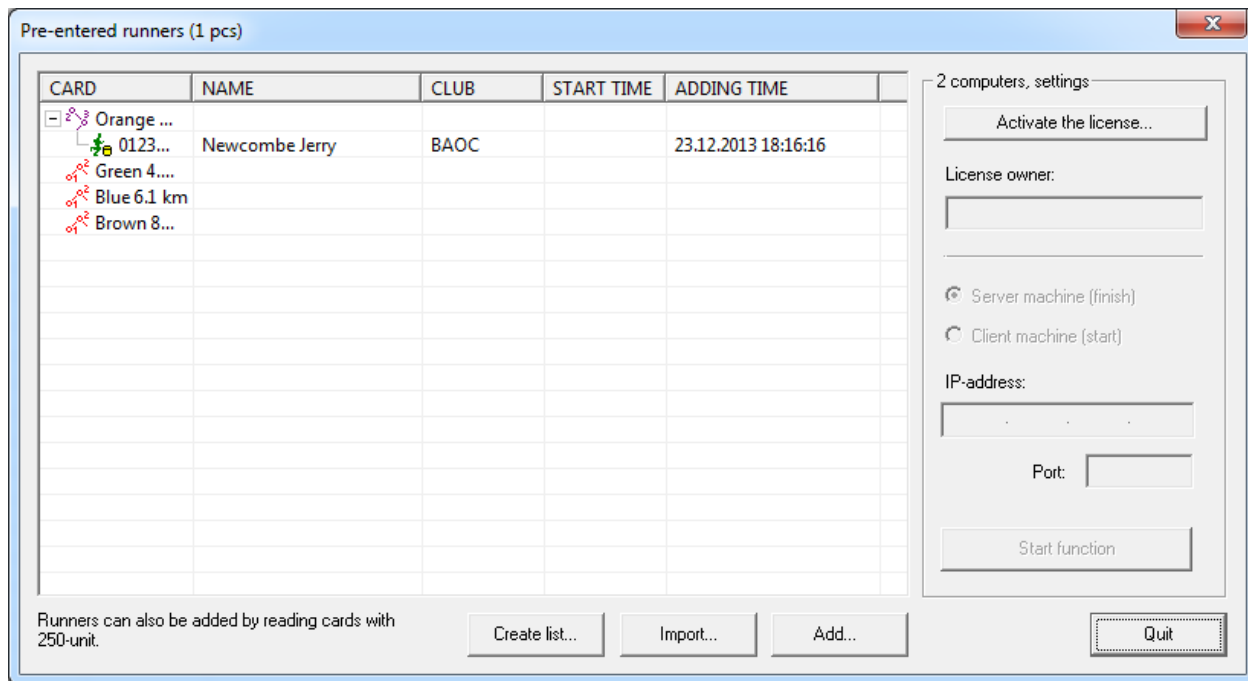 Pre-entered runners (1 pcs)
CARD NAME CLUB START TIME ADDING TIME
Orange ...
0123... Newcombe Jerry BAOC 23.12.2013 18:16:16
Green 4....
Blue 6.1 km
Brown 8...
2 computers, settings
Activate the license...
License owner:
Server machine (finish)
Client machine (start)
IP-address:
. . .
Port:
Start function
Runners can also be added by reading cards with
250-unit.
Create list... Import... Add... Quit